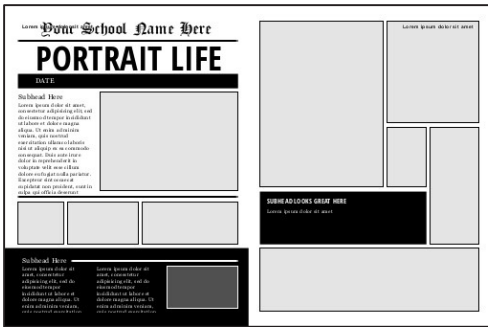 Your School Name Here
PORTRAIT LIFE
DATE
Subhead Here
Lorem ipsum dolor sit amet,
consectetur adipisicing elit, sed
do eiusmod tempor incididunt
ut labore et dolore magna
aliqua. Ut enim ad minim
veniam, quis nostrud
exercitation ullamco laboris
nisi ut aliquip ex ea commodo
consequat. Duis aute irure
dolor in reprehenderit in
voluptate velit esse cillum
dolore eu fugiat nulla pariatur.
Excepteur sint occaecat
cupidatat non proident, sunt in
culpa qui officia deserunt
Subhead Here
Lorem ipsum dolor sit
amet, consectetur
adipisicing elit, sed do
eiusmod tempor
incididunt ut labore et
dolore magna aliqua. Ut
enim ad minim veniam,
quis nostrud exercitation
Lorem ipsum dolor sit
amet, consectetur
adipisicing elit, sed do
eiusmod tempor
incididunt ut labore et
dolore magna aliqua. Ut
enim ad minim veniam,
quis nostrud exercitation
Lorem ipsum dolor sit amet
SUBHEAD LOOKS GREAT HERE
Lorem ipsum dolor sit amet